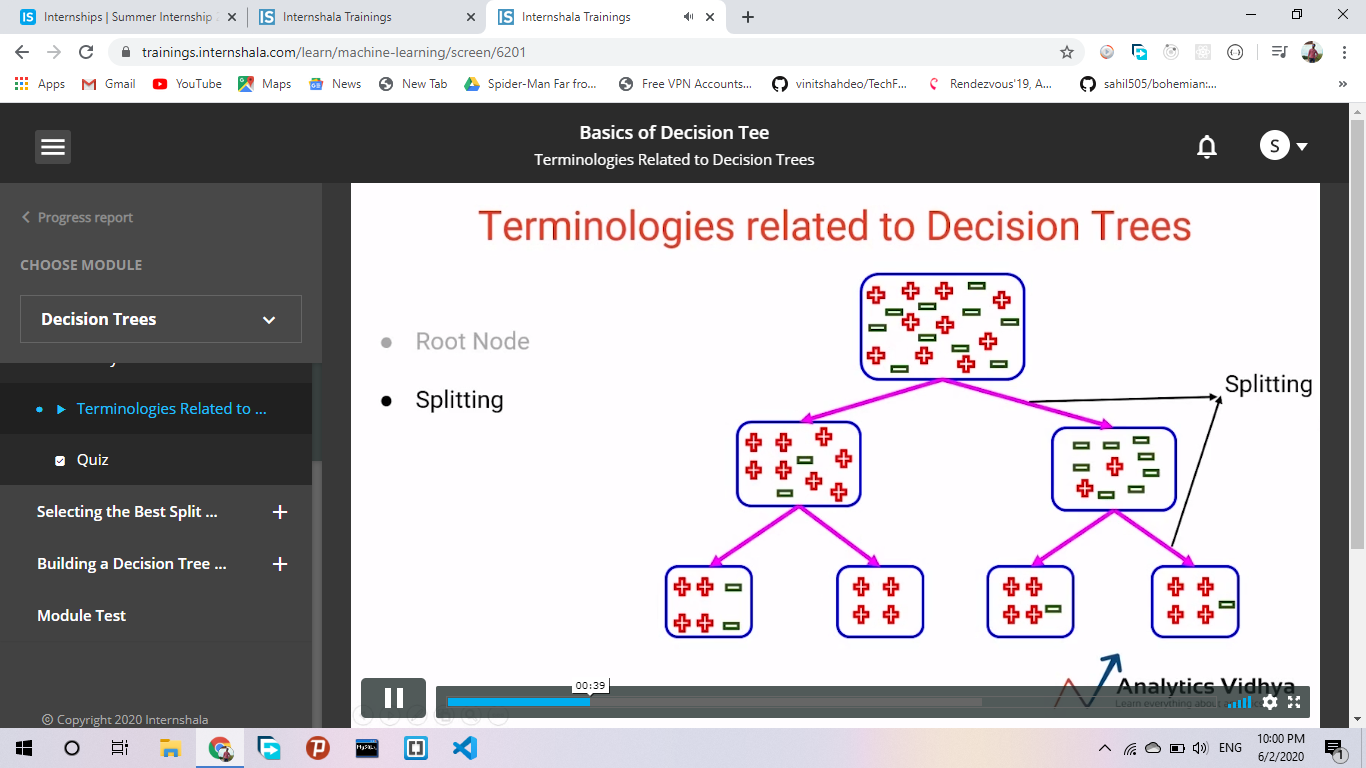 Internships | Summer Internship
Internshala Trainings
Internshala Trainings
trainings.internshala.com/learn/machine-learning/screen/6201
Apps
Gmail
YouTube
Maps
News
New Tab
Spider-Man Far fro...
Free VPN Accounts...
vinitshahdeo/TechF...
Rendezvous'19, A...
sahil505/bohemian:...
»
Basics of Decision Tee
Terminologies Related to Decision Trees
S
Progress report
CHOOSE MODULE
Decision Trees
Terminologies Related to ...
Quiz
Selecting the Best Split ...
Building a Decision Tree ...
Module Test
© Copyright 2020 Internshala
Terminologies related to Decision Trees
• Root Node
• Splitting
Splitting
00:39
Analytics Vidhya
Learn everything about
ENG
10:00 PM
6/2/2020
1